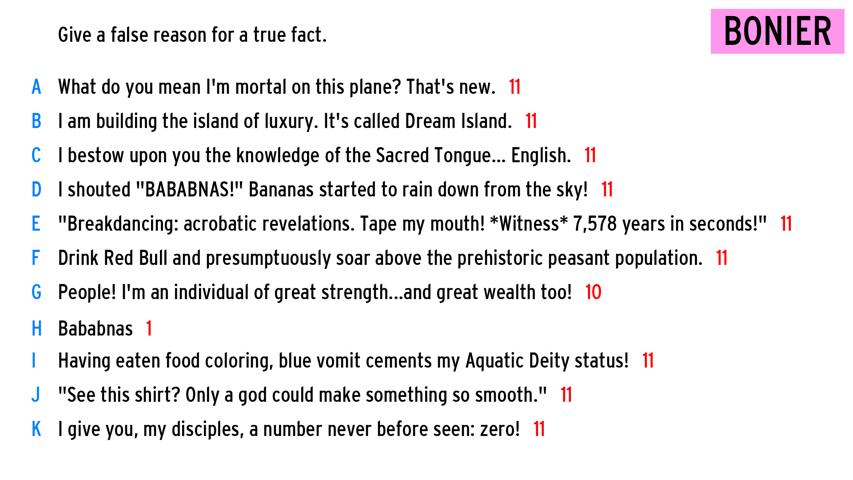 Give a false reason for a true fact.
BONIER
A What do you mean I'm mortal on this plane? That's new. 11
B I am building the island of luxury. It's called Dream Island. 11
C I bestow upon you the knowledge of the Sacred Tongue... English. 11
D I shouted "BABABNAS!" Bananas started to rain down from the sky! 11
E "Breakdancing: acrobatic revelations. Tape my mouth! *Witness* 7,578 years in seconds!" 11
F Drink Red Bull and presumptuously soar above the prehistoric peasant population. 11
G People! I'm an individual of great strength...and great wealth too! 10
H Bababnas 1
I Having eaten food coloring, blue vomit cements my Aquatic Deity status! 11
J "See this shirt? Only a god could make something so smooth." 11
K I give you, my disciples, a number never before seen: zero! 11